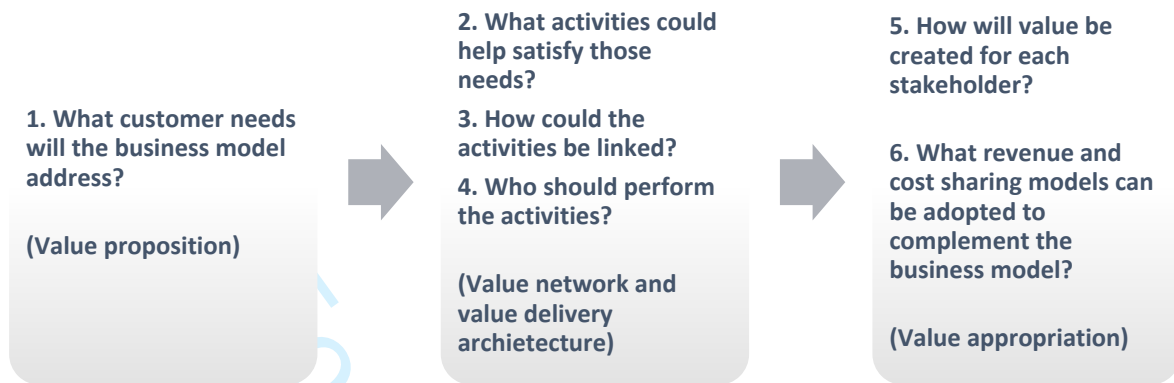 1. What customer needs
will the business model
address?
(Value proposition)
2. What activities could
help satisfy those
needs?
3. How could the
activities be linked?
4. Who should perform
the activities?
(Value network and
value delivery
archietecture)
5. How will value be
created for each
stakeholder?
6. What revenue and
cost sharing models can
be adopted to
complement the
business model?
(Value appropriation)